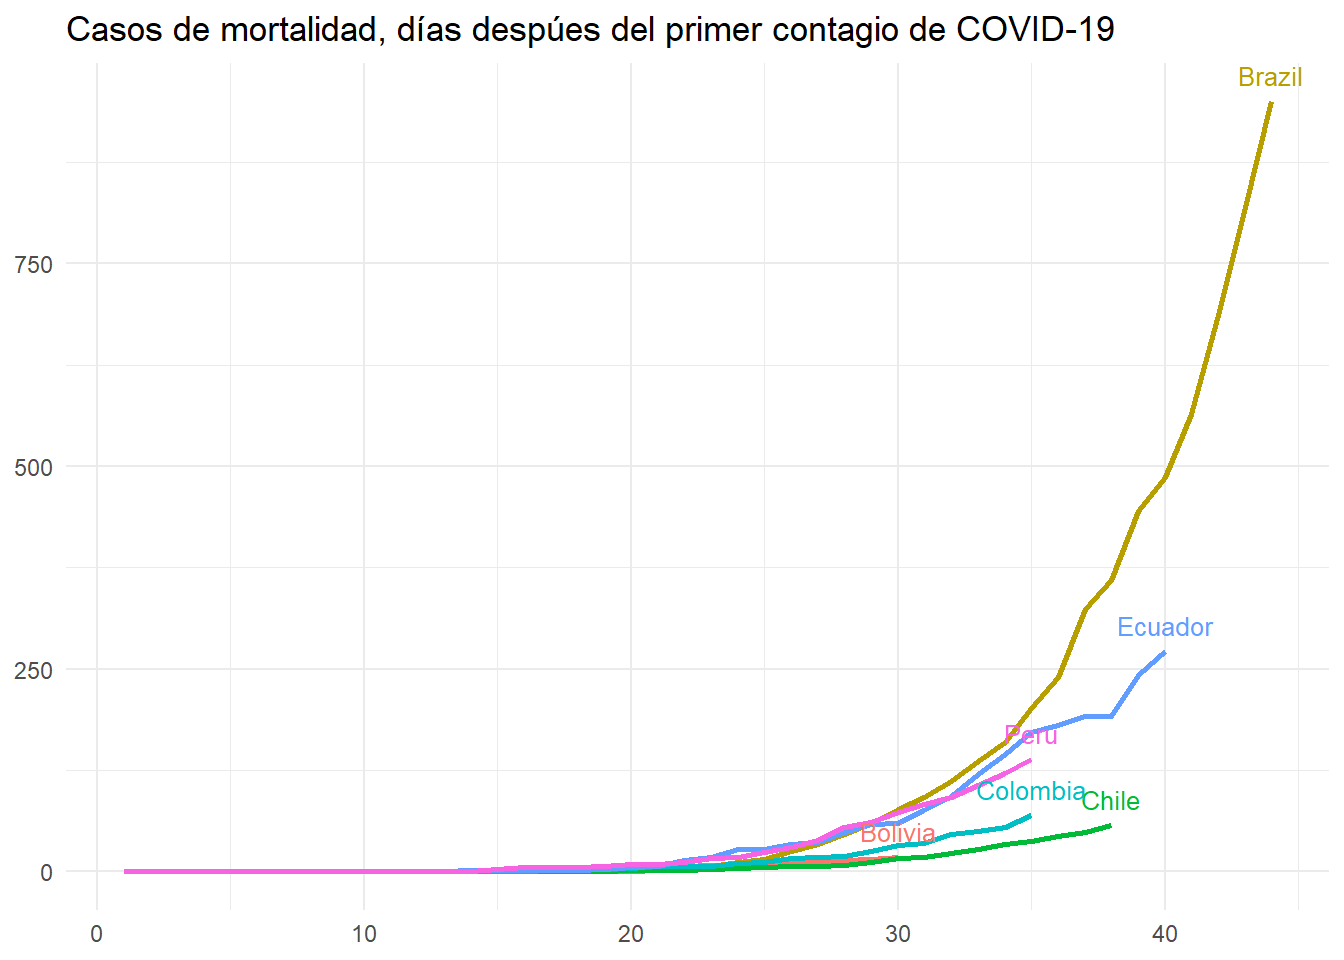 Casos de mortalidad, días despúes del primer contagio de COVID-19
Brazil
750
500
Ecuador
250
Peru
Colombia
Chile
Bolivia
0
0 10 20 30 40